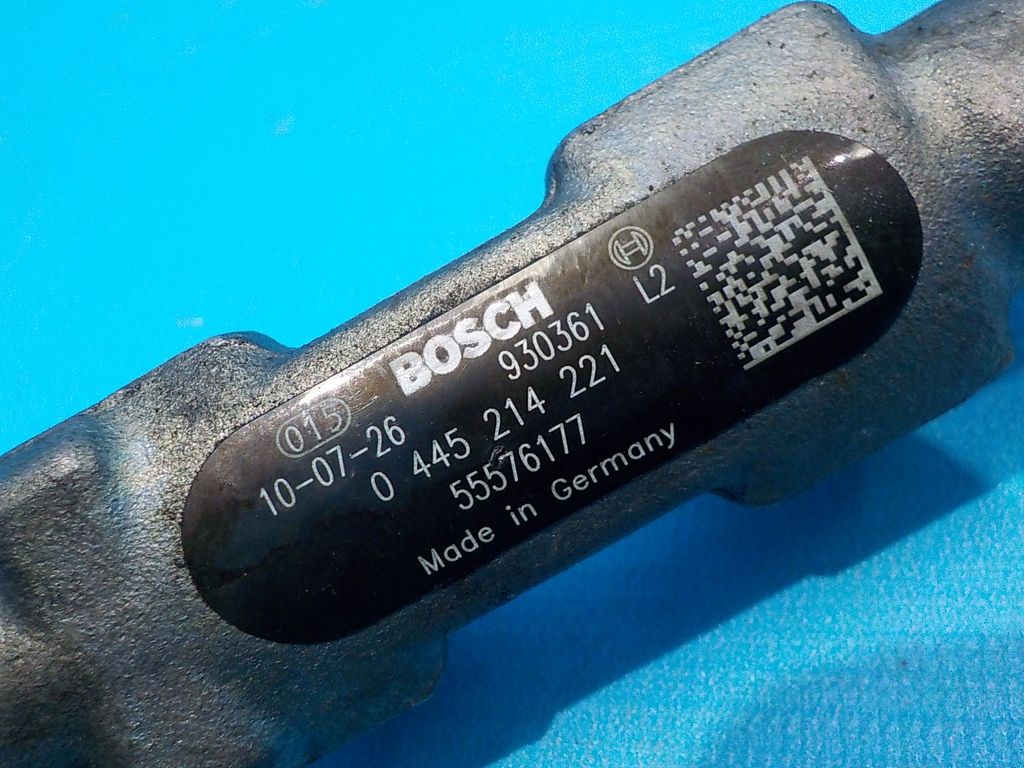 BOSCH
L2
015
930361
10-07-26
0 445 214 221
55576177
Made in Germany